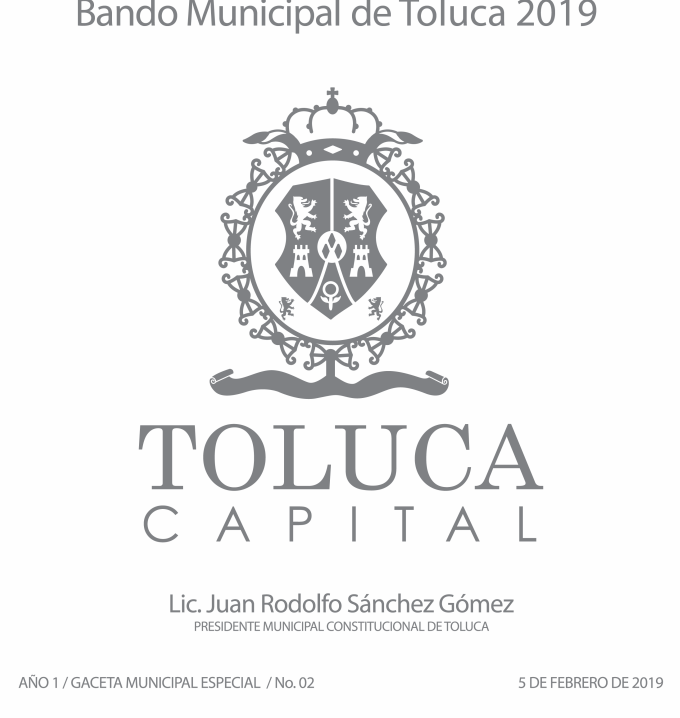 Bando Municipal de Toluca 2019
TOLUCA
CAPITAL
Lic. Juan Rodolfo Sánchez Gómez
PRESIDENTE MUNICIPAL CONSTITUCIONAL DE TOLUCA
AÑO 1 / GACETA MUNICIPAL ESPECIAL / No. 02
5 DE FEBRERO DE 2019